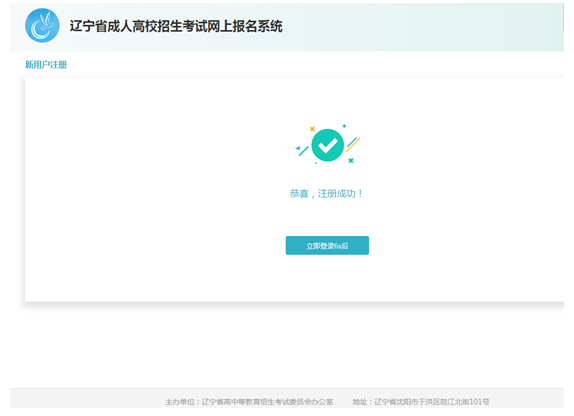 辽宁省成人高校招生考试网上报名系统
新用户注册
恭喜，注册成功！
立即登录6s后
主办单位：辽宁省高中等教育招生考试委员会办公室 地址：辽宁省沈阳市于洪区怒江北街101号